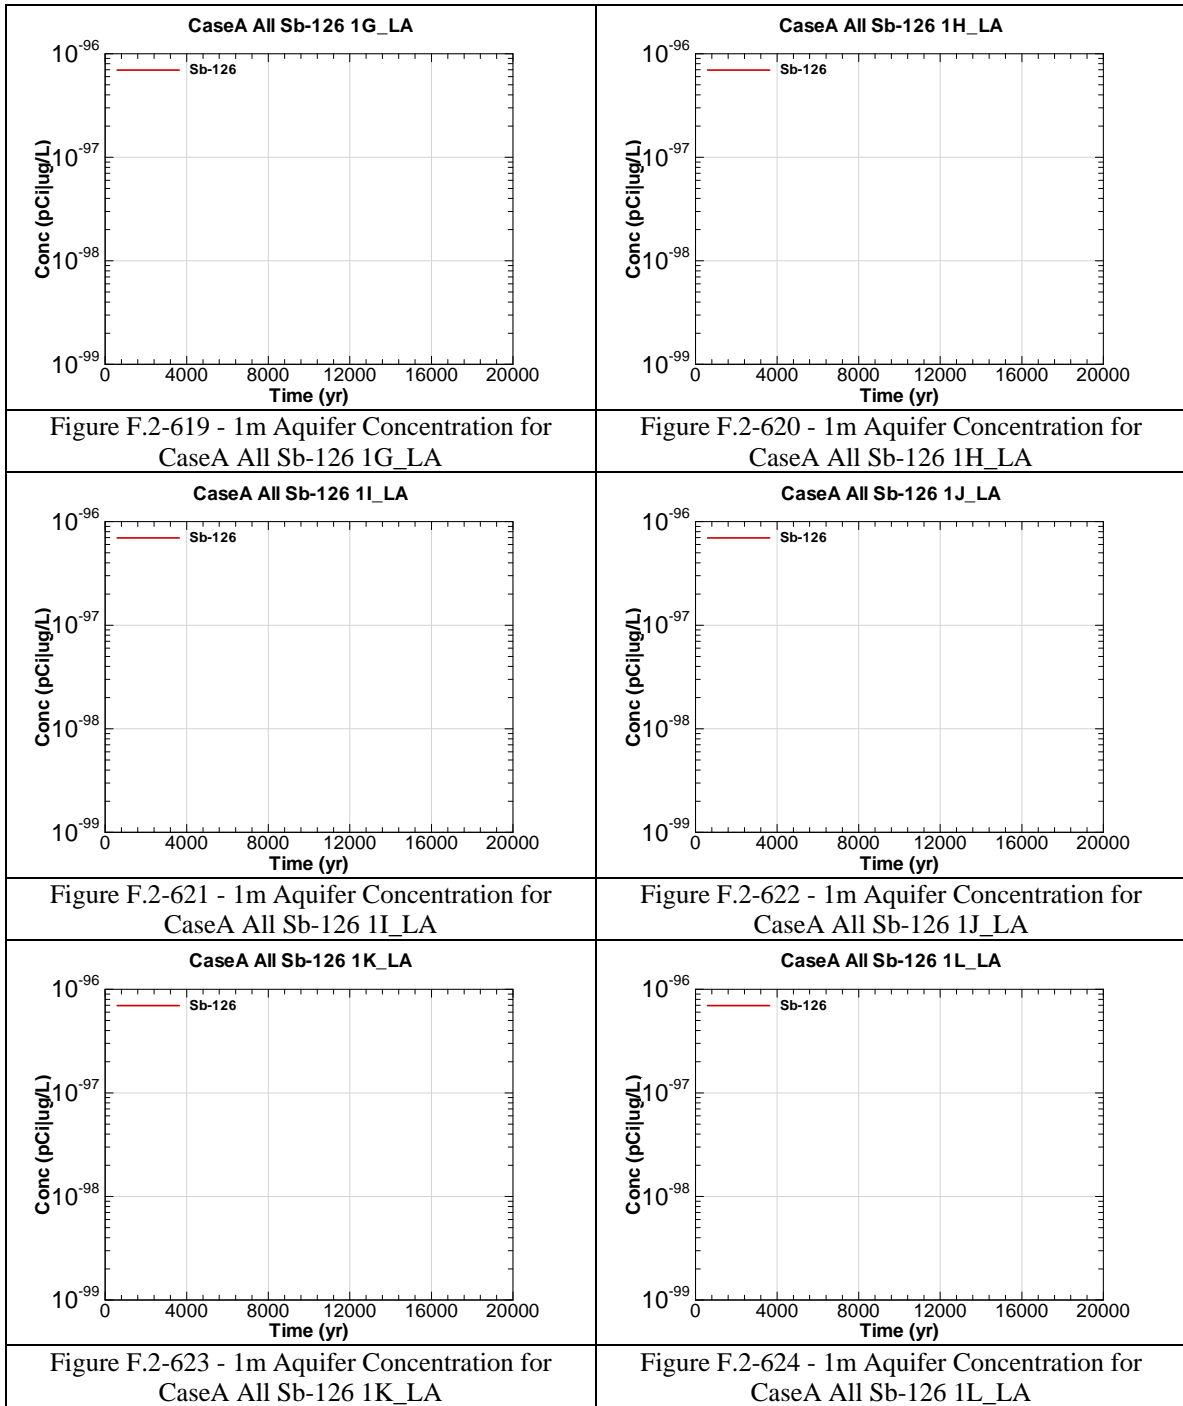 CaseA All Sb-126 1G_LA
Sb-126
Conc (pCi|ug/L)
10-96
10-97
10-98
10-99
0 4000 8000 12000 16000 20000
Time (yr)
Figure F.2-619 - 1m Aquifer Concentration for
CaseA All Sb-126 1G_LA
CaseA All Sb-126 1H_LA
Sb-126
Conc (pCi|ug/L)
10-96
10-97
10-98
10-99
0 4000 8000 12000 16000 20000
Time (yr)
Figure F.2-620 - 1m Aquifer Concentration for
CaseA All Sb-126 1H_LA
CaseA All Sb-126 1I_LA
Sb-126
Conc (pCi|ug/L)
10-96
10-97
10-98
10-99
0 4000 8000 12000 16000 20000
Time (yr)
Figure F.2-621 - 1m Aquifer Concentration for
CaseA All Sb-126 1I_LA
CaseA All Sb-126 1J_LA
Sb-126
Conc (pCi|ug/L)
10-96
10-97
10-98
10-99
0 4000 8000 12000 16000 20000
Time (yr)
Figure F.2-622 - 1m Aquifer Concentration for
CaseA All Sb-126 1J_LA
CaseA All Sb-126 1K_LA
Sb-126
Conc (pCi|ug/L)
10-96
10-97
10-98
10-99
0 4000 8000 12000 16000 20000
Time (yr)
Figure F.2-623 - 1m Aquifer Concentration for
CaseA All Sb-126 1K_LA
CaseA All Sb-126 1L_LA
Sb-126
Conc (pCi|ug/L)
10-96
10-97
10-98
10-99
0 4000 8000 12000 16000 20000
Time (yr)
Figure F.2-624 - 1m Aquifer Concentration for
CaseA All Sb-126 1L_LA